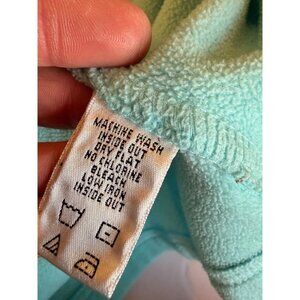 MACHINE WASH
INSIDE OUT
DRY FLAT
NO CHLORINE
BLEACH
LOW IRON
INSIDE OUT